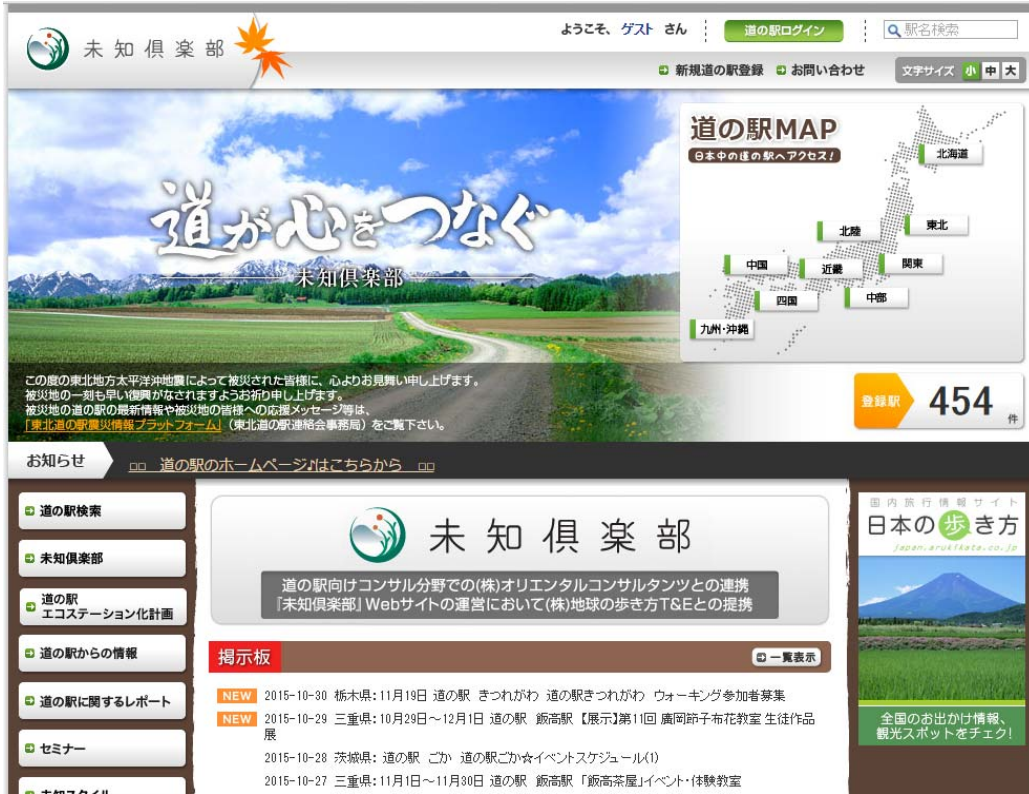 未知倶楽部
ようこそ、ゲスト さん
道の駅ログイン
駅名検索
新規道の駅登録
お問い合わせ
文字サイズ 小 中 大
道が心をつなぐ
未知倶楽部
道の駅MAP
日本中の道の駅へアクセス!
北海道
東北
北陸
関東
中国
近畿
四国
中部
九州・沖縄
この度の東北地方太平洋沖地震によって被災された皆様に、心よりお見舞い申し上げます。
被災地の一刻も早い復興がなされますようお祈り申し上げます。
被災地の道の駅の最新情報や被災地の皆様への応援メッセージ等は、
「東北道の駅震災情報プラットフォーム」(東北道の駅連絡会事務局)をご覧下さい。
登録駅 454 件
お知らせ
□□ 道の駅のホームページ♪はこちらから □□
道の駅検索
未知倶楽部
道の駅
エコステーション化計画
道の駅からの情報
道の駅に関するレポート
セミナー
未知倶楽部
道の駅向けコンサル分野での(株)オリエンタルコンサルタンツとの連携
『未知倶楽部』Webサイトの運営において(株)地球の歩き方T&Eとの提携
掲示板
一覧表示
NEW 2015-10-30 栃木県:11月19日 道の駅 きつれがわ 道の駅きつれがわ ウォーキング参加者募集
NEW 2015-10-29 三重県:10月29日～12月1日 道の駅 飯高駅 【展示】第11回 廣岡節子布花教室 生徒作品
展
2015-10-28 茨城県: 道の駅 ごか 道の駅ごか☆イベントスケジュール(1)
2015-10-27 三重県:11月1日～11月30日 道の駅 飯高駅 「飯高茶屋」イベント・体験教室
国内旅行情報サイト
日本の歩き方
japan.arukikata.co.jp
全国のお出かけ情報、
観光スポットをチェク!